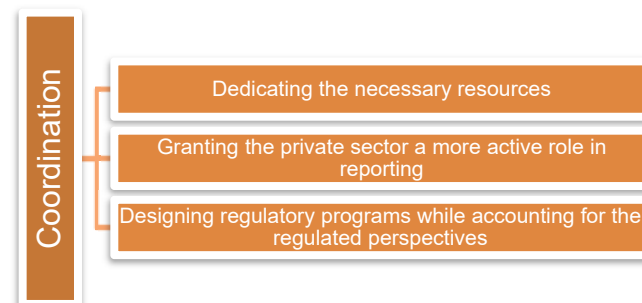 Coordination
Dedicating the necessary resources
Granting the private sector a more active role in
reporting
Designing regulatory programs while accounting for the
regulated perspectives